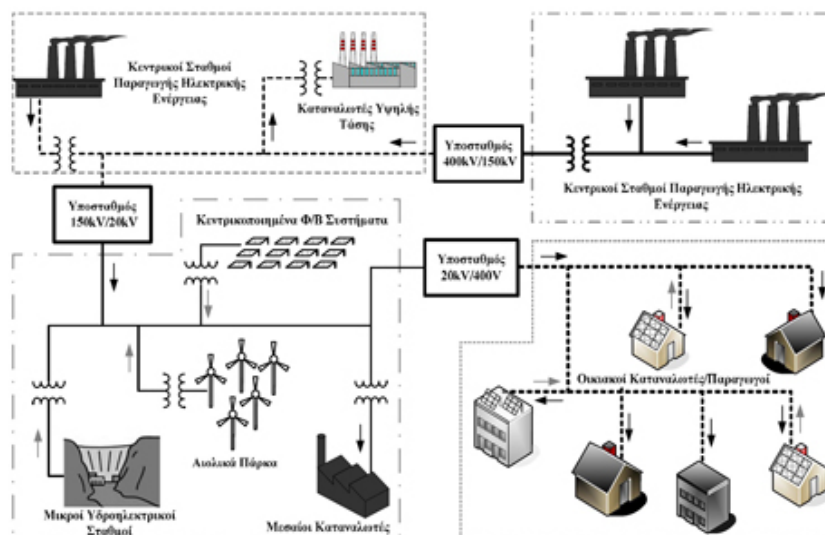 Κεντρικοί Σταθμοί
Παραγωγής Ηλεκτρικής
Ενέργειας
Καταναλωτές Υψηλής
Τάσης
Υποσταθμός
400kV/150kV
Κεντρικοί Σταθμοί Παραγωγής Ηλεκτρικής
Ενέργειας
Υποσταθμός
150kV/20kV
Κεντρικοποιημένα Φ/Β Συστήματα
Υποσταθμός
20kV/400V
Οικιακοί Καταναλωτές/Παραγωγοί
Αιολικά Πάρκα
Μικροί Υδροηλεκτρικοί
Σταθμοί
Μεσαίοι Καταναλωτές